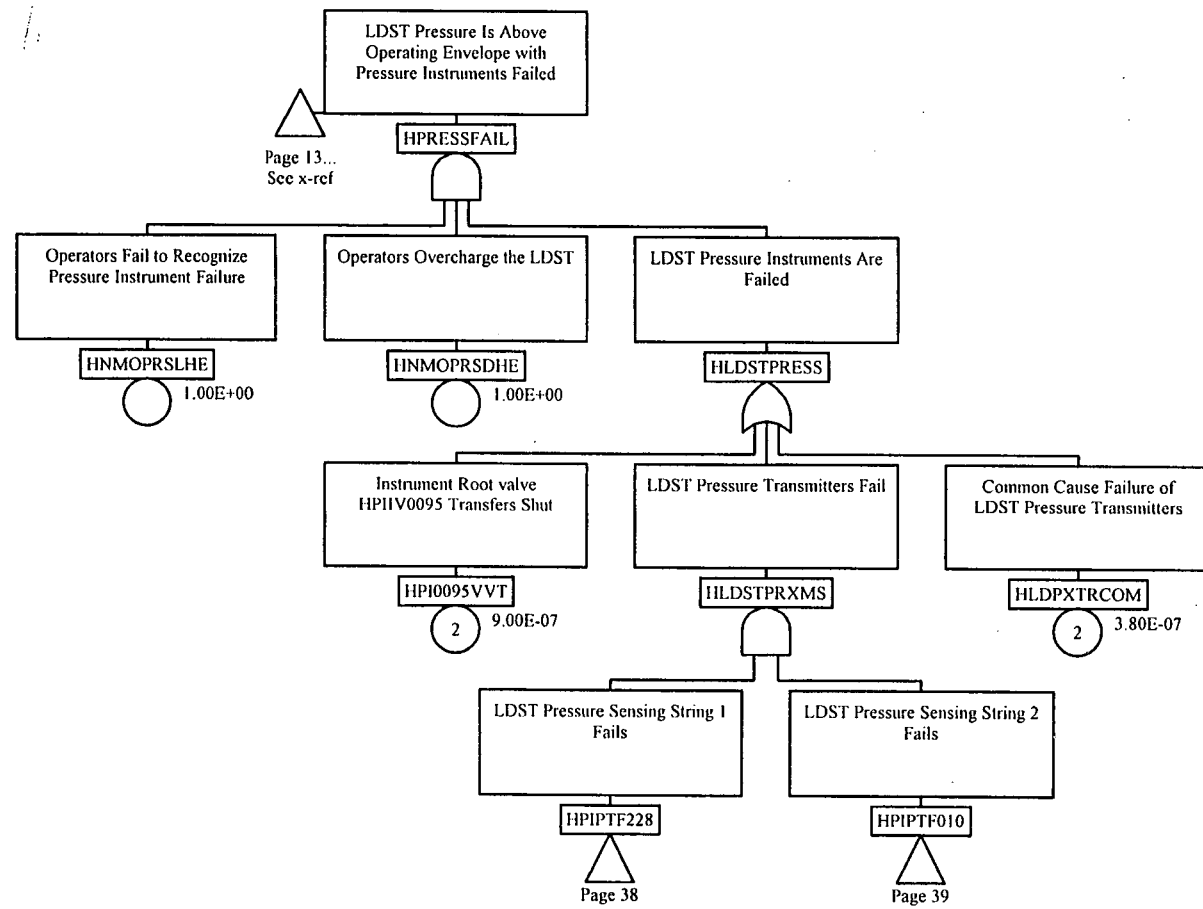 LDST Pressure Is Above
Operating Envelope with
Pressure Instruments Failed
HPRESSFAIL
Page 13...
See x-ref
Operators Fail to Recognize
Pressure Instrument Failure
HNMOPRSLHE
1.00E+00
Operators Overcharge the LDST
HNMOPRSDHE
1.00E+00
LDST Pressure Instruments Are
Failed
HLDSTPRESS
Instrument Root valve
HPIIV0095 Transfers Shut
HPI0095VVT
2
9.00E-07
LDST Pressure Transmitters Fail
HLDSTPRXMS
Common Cause Failure of
LDST Pressure Transmitters
HLDPXTRCOM
2
3.80E-07
LDST Pressure Sensing String 1
Fails
HPIPTF228
Page 38
LDST Pressure Sensing String 2
Fails
HPIPTF010
Page 39